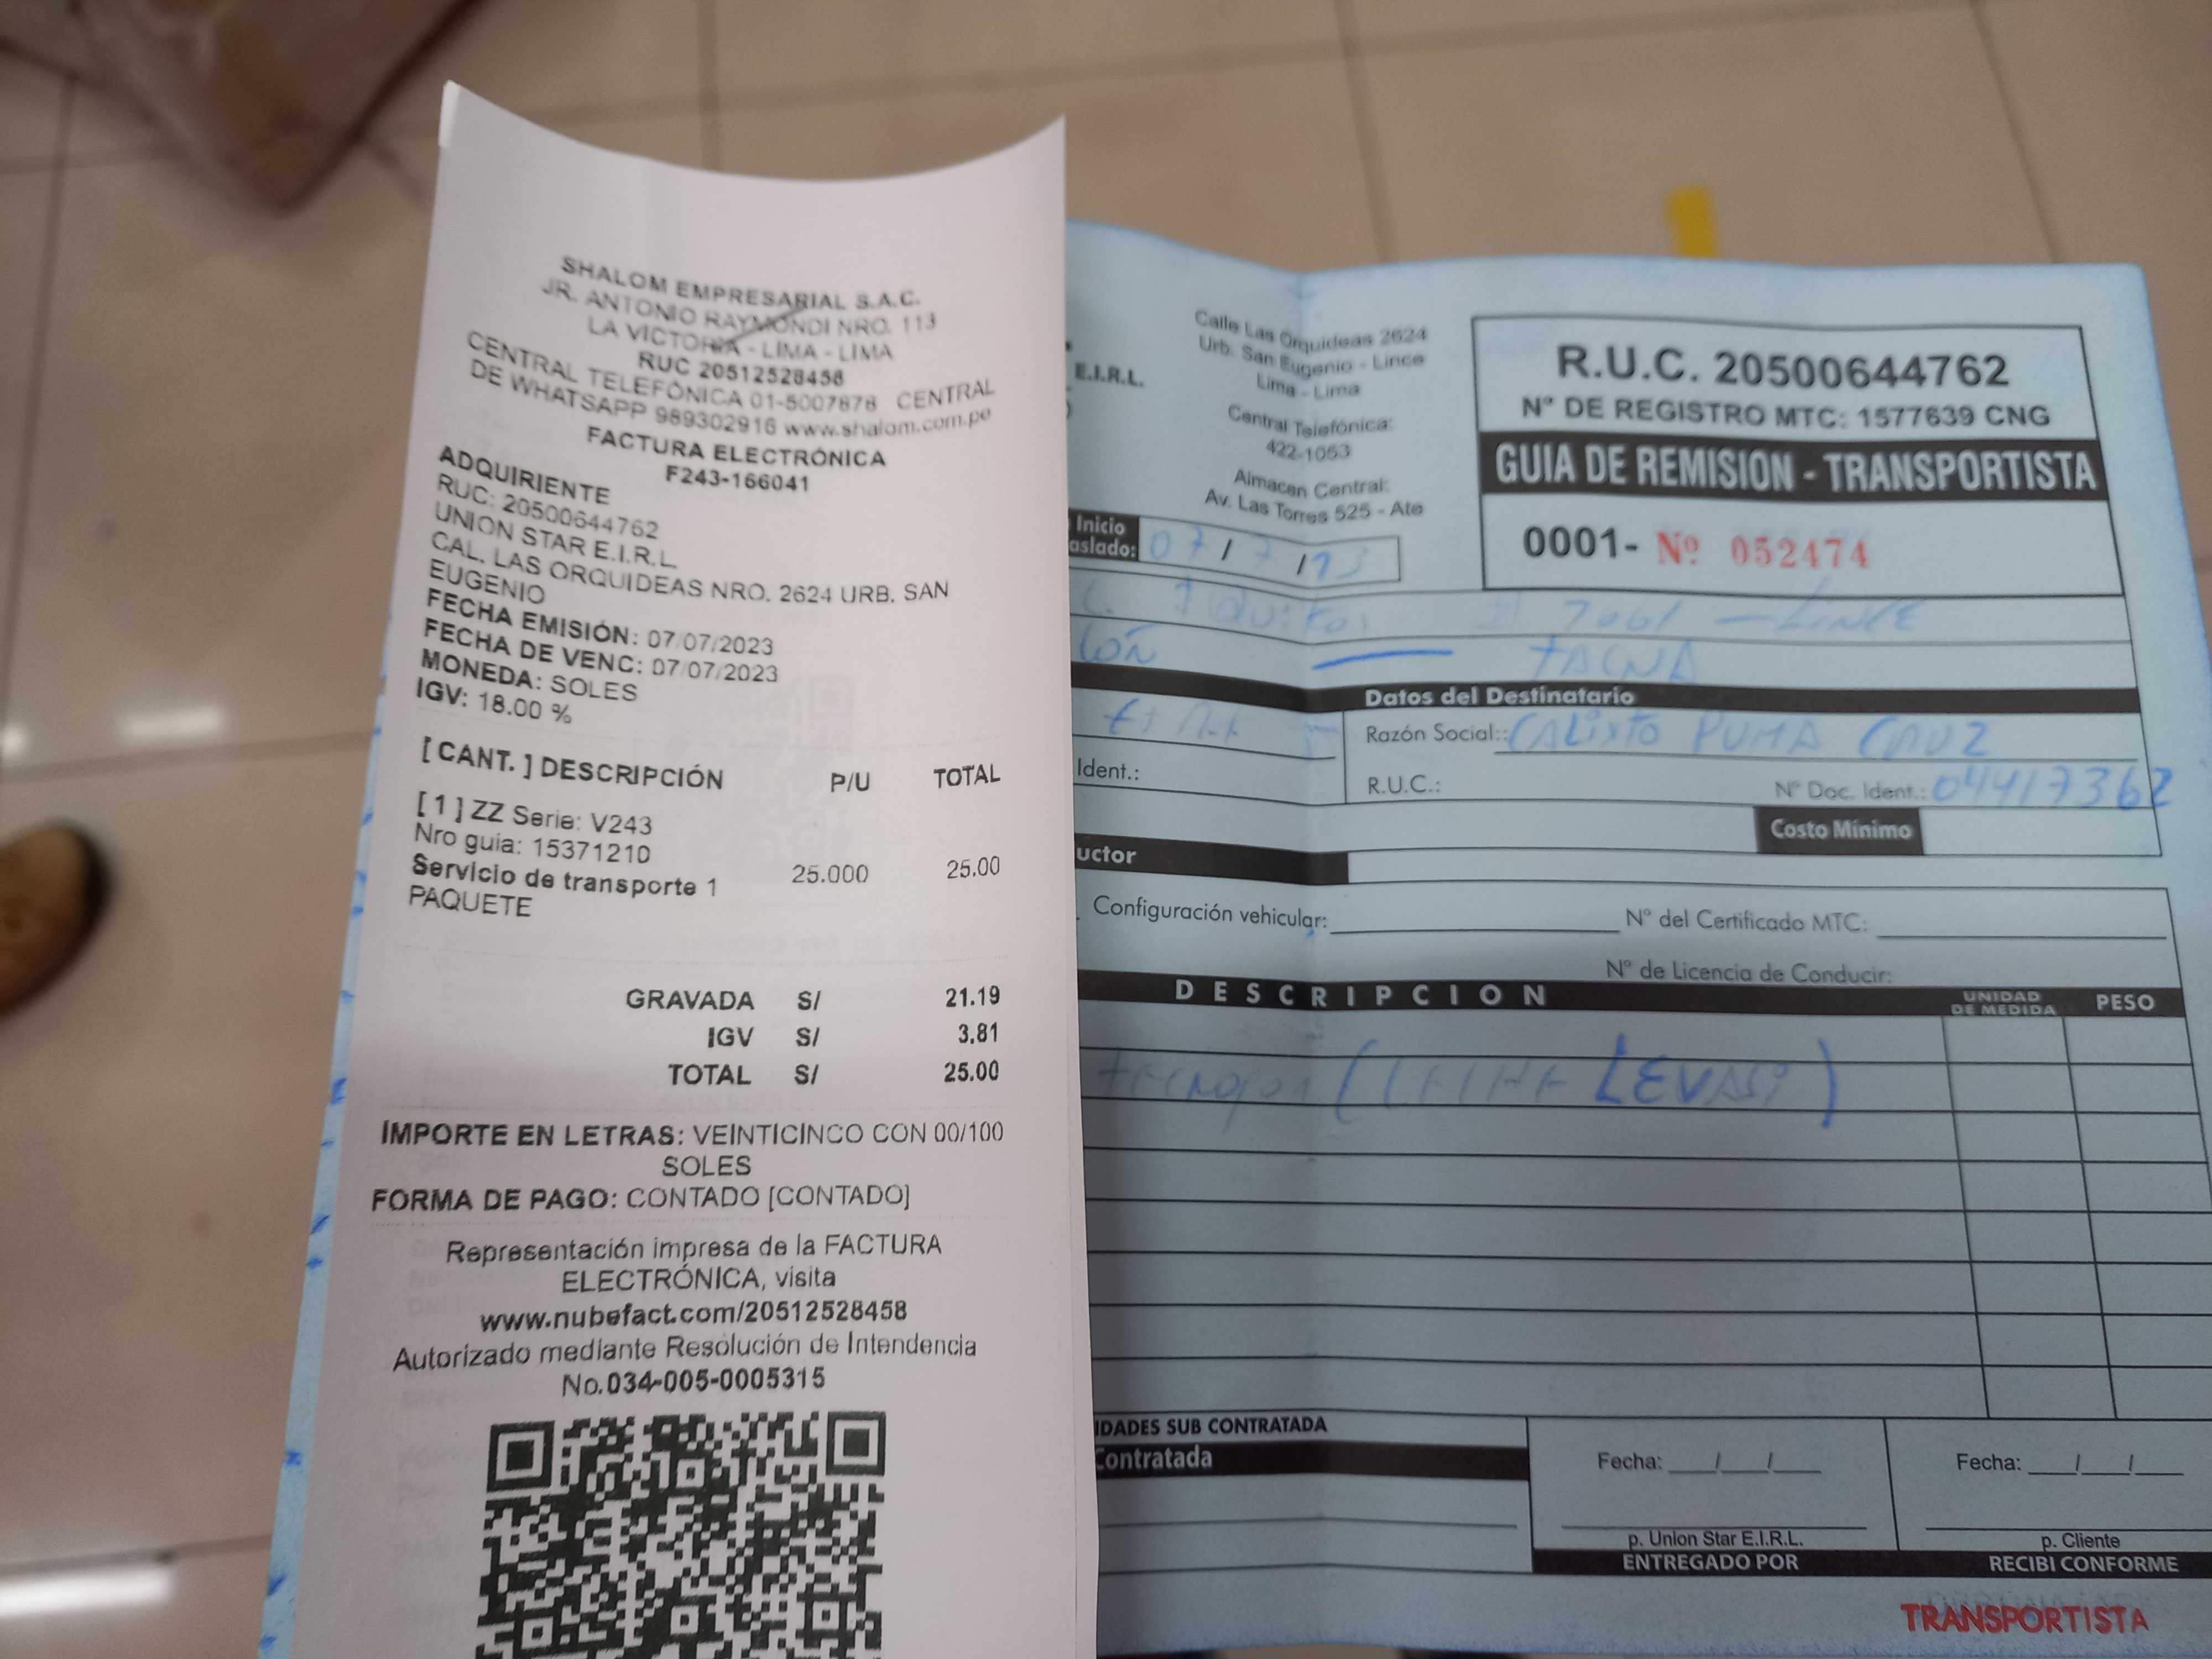 SHALOM EMPRESARIAL S.A.C.
JR. ANTONIO RAYMONDI NRO. 113
LA VICTORIA - LIMA - LIMA
RUC 20512528458
CENTRAL TELEFÓNICA 01-5007878 CENTRAL
DE WHATSAPP 989302916 www.shalom.com.pe
FACTURA ELECTRÓNICA
F243-166041
ADQUIRIENTE
RUC: 20500644762
UNION STAR E.I.R.L.
CAL. LAS ORQUIDEAS NRO. 2624 URB. SAN
EUGENIO
FECHA EMISIÓN: 07/07/2023
FECHA DE VENC: 07/07/2023
MONEDA: SOLES
IGV: 18.00 %
[ CANT. ] DESCRIPCIÓN P/U TOTAL
[ 1 ] ZZ Serie: V243
Nro guia: 15371210
Servicio de transporte 1 25.000 25.00
PAQUETE
GRAVADA S/ 21.19
IGV S/ 3.81
TOTAL S/ 25.00
IMPORTE EN LETRAS: VEINTICINCO CON 00/100
SOLES
FORMA DE PAGO: CONTADO [CONTADO]
Representación impresa de la FACTURA
ELECTRÓNICA, visita
www.nubefact.com/20512528458
Autorizado mediante Resolución de Intendencia
No.034-005-0005315
E.I.R.L.
Calle Las Orquideas 2624
Urb. San Eugenio - Lince
Lima - Lima
Central Telefónica:
422-1053
Almacen Central:
Av. Las Torres 525 - Ate
R.U.C. 20500644762
N° DE REGISTRO MTC: 1577639 CNG
GUIA DE REMISION - TRANSPORTISTA
0001- Nº 052474
Inicio
aslado: 07 / 7 /
Iquitos LINCE
TACNA
Datos del Destinatario
Razón Social:: CALIXTO PUMA CRUZ
Ident.:
R.U.C.: N° Doc. Ident.: 04417362
Costo Mínimo
uctor
Configuración vehicular: N° del Certificado MTC:
N° de Licencia de Conducir:
DESCRIPCION UNIDAD DE MEDIDA PESO
IDADES SUB CONTRATADA
Contratada
Fecha: / / Fecha: / /
p. Union Star E.I.R.L. p. Cliente
ENTREGADO POR RECIBI CONFORME
TRANSPORTISTA